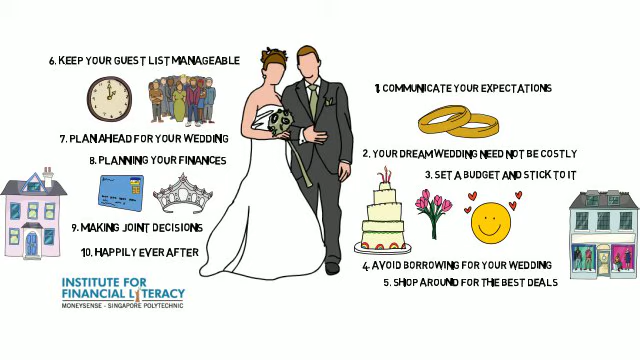 1. COMMUNICATE YOUR EXPECTATIONS
2. YOUR DREAM WEDDING NEED NOT BE COSTLY
3. SET A BUDGET AND STICK TO IT
4. AVOID BORROWING FOR YOUR WEDDING
5. SHOP AROUND FOR THE BEST DEALS
6. KEEP YOUR GUEST LIST MANAGEABLE
7. PLAN AHEAD FOR YOUR WEDDING
8. PLANNING YOUR FINANCES
9. MAKING JOINT DECISIONS
10. HAPPILY EVER AFTER
INSTITUTE FOR
FINANCIAL LITERACY
MONEYSENSE - SINGAPORE POLYTECHNIC